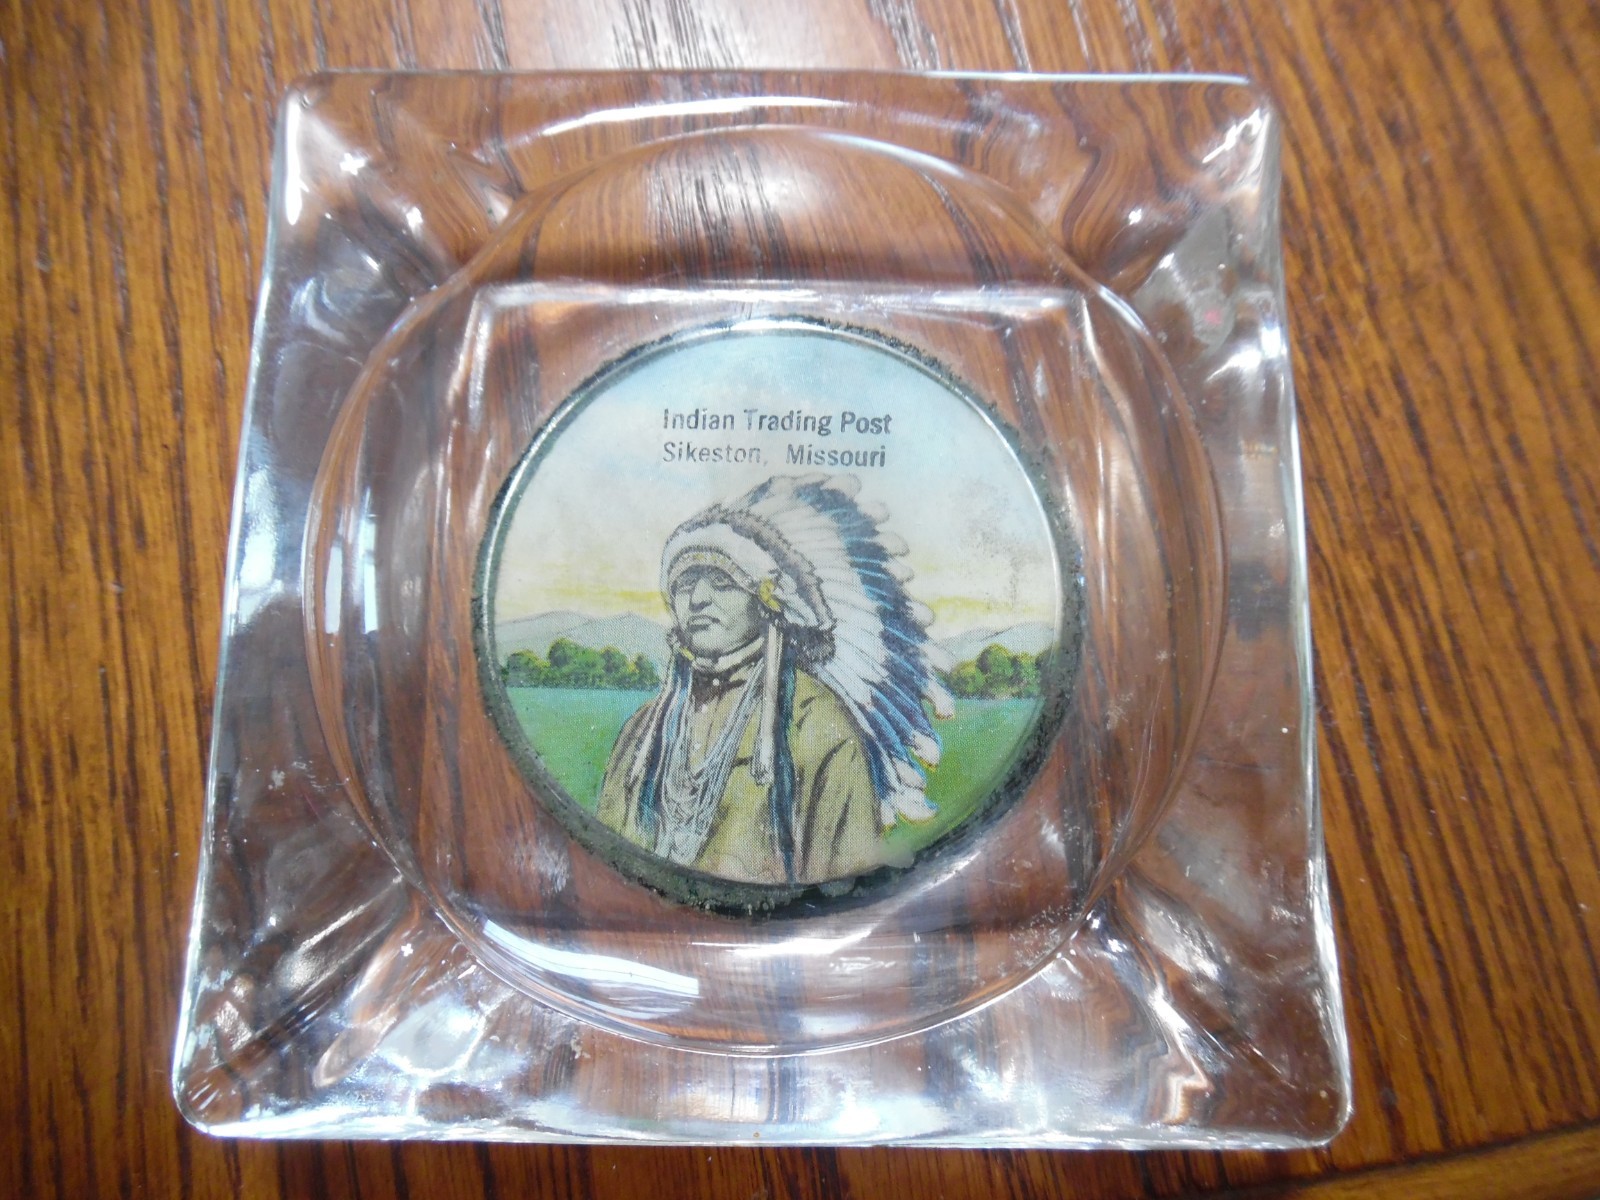 Indian Trading Post
Sikeston, Missouri